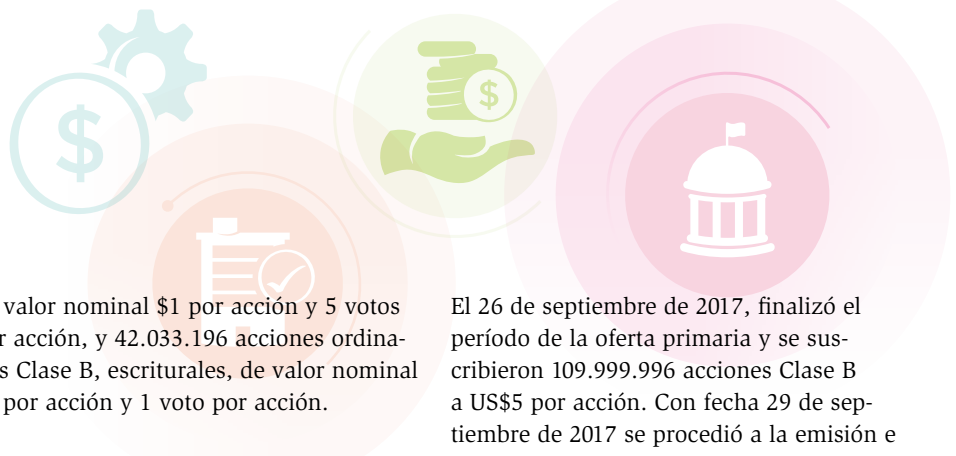 valor nominal $1 por acción y 5 votos
r acción, y 42.033.196 acciones ordina-
s Clase B, escriturales, de valor nominal
por acción y 1 voto por acción.
El 26 de septiembre de 2017, finalizó el
período de la oferta primaria y se sus-
cribieron 109.999.996 acciones Clase B
a US$5 por acción. Con fecha 29 de sep-
tiembre de 2017 se procedió a la emisión e